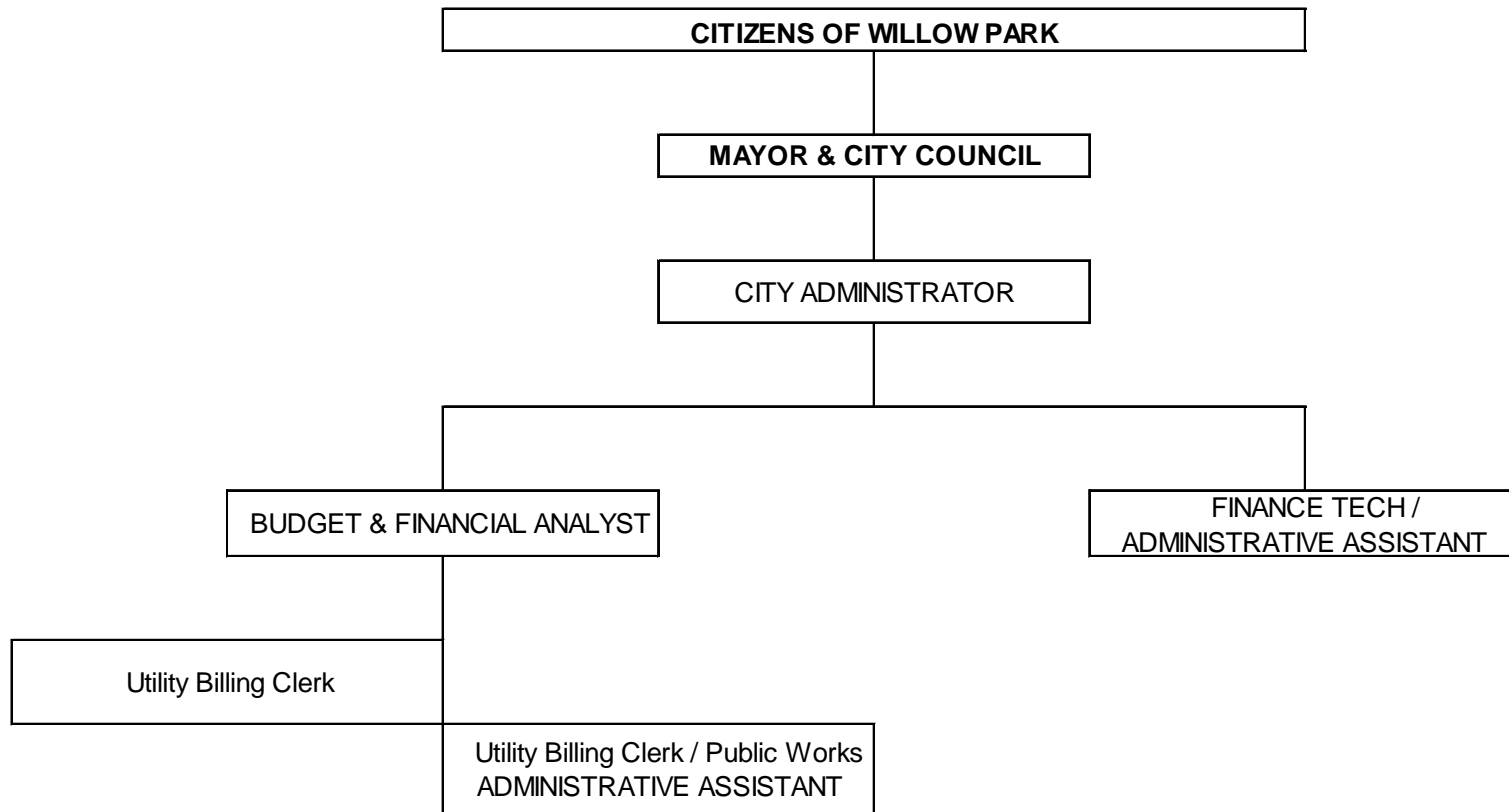 CITIZENS OF WILLOW PARK
MAYOR & CITY COUNCIL
CITY ADMINISTRATOR
BUDGET & FINANCIAL ANALYST
FINANCE TECH /
ADMINISTRATIVE ASSISTANT
Utility Billing Clerk
Utility Billing Clerk / Public Works
ADMINISTRATIVE ASSISTANT